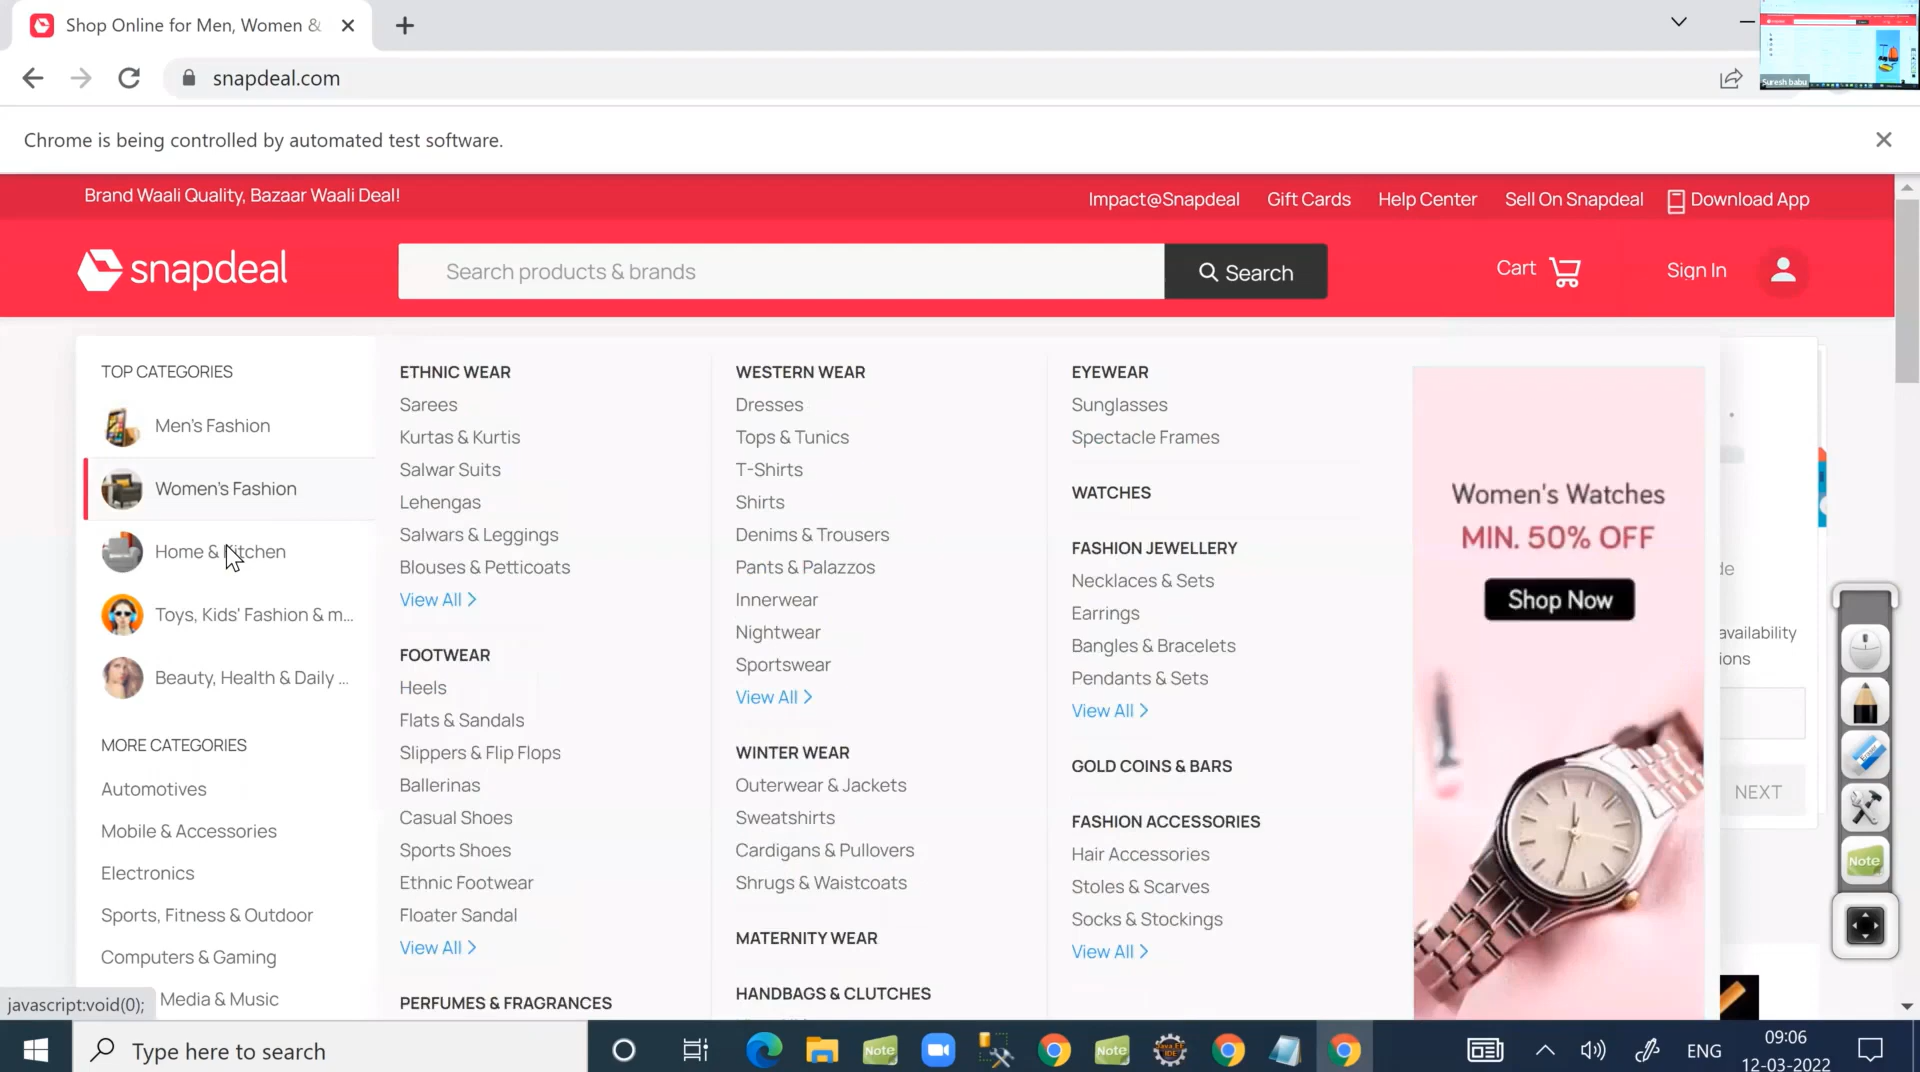 Shop Online for Men, Women &
snapdeal.com
Suresh babu
Chrome is being controlled by automated test software.
Brand Waali Quality, Bazaar Waali Deal!
Impact@Snapdeal
Gift Cards
Help Center
Sell On Snapdeal
Download App
snapdeal
Search products & brands
Search
Cart
Sign In
TOP CATEGORIES
Men's Fashion
Women's Fashion
Home & Kitchen
Toys, Kids' Fashion & m...
Beauty, Health & Daily ...
MORE CATEGORIES
Automotives
Mobile & Accessories
Electronics
Sports, Fitness & Outdoor
Computers & Gaming
Media & Music
javascript:void(0);
ETHNIC WEAR
Sarees
Kurtas & Kurtis
Salwar Suits
Lehengas
Salwars & Leggings
Blouses & Petticoats
View All >
FOOTWEAR
Heels
Flats & Sandals
Slippers & Flip Flops
Ballerinas
Casual Shoes
Sports Shoes
Ethnic Footwear
Floater Sandal
View All >
PERFUMES & FRAGRANCES
WESTERN WEAR
Dresses
Tops & Tunics
T-Shirts
Shirts
Denims & Trousers
Pants & Palazzos
Innerwear
Nightwear
Sportswear
View All >
WINTER WEAR
Outerwear & Jackets
Sweatshirts
Cardigans & Pullovers
Shrugs & Waistcoats
MATERNITY WEAR
HANDBAGS & CLUTCHES
EYEWEAR
Sunglasses
Spectacle Frames
WATCHES
FASHION JEWELLERY
Necklaces & Sets
Earrings
Bangles & Bracelets
Pendants & Sets
View All >
GOLD COINS & BARS
FASHION ACCESSORIES
Hair Accessories
Stoles & Scarves
Socks & Stockings
View All >
Women's Watches
MIN. 50% OFF
Shop Now
de
availability
ions
NEXT
Note
Type here to search
Note
Note
Java EE
IDE
ENG
09:06
12-03-2022